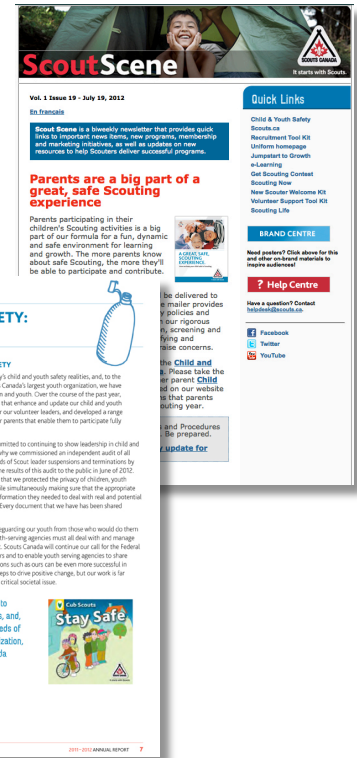 ScoutScene
SCOUTS CANADA
It starts with Scouts.
Vol. 1 Issue 19 - July 19, 2012
En français
Scout Scene is a biweekly newsletter that provides quick
links to important news items, new programs, membership
and marketing initiatives, as well as updates on new
resources to help Scouters deliver successful programs.
Parents are a big part of a
great, safe Scouting
experience
Parents participating in their
children's Scouting activities is a big
part of our formula for a fun, dynamic
and safe environment for learning
and growth. The more parents know
about safe Scouting, the more they'll
be able to participate and contribute.
A GREAT, SAFE,
SCOUTING EXPERIENCE
be delivered to
e mailer provides
y policies and
our rigorous
n, screening and
fying and
raise concerns.
the Child and
a. Please take the
er parent Child
ed on our website
ns that parents
outing year.
s and Procedures
. Be prepared.
y update for
Quick Links
Child & Youth Safety
Scouts.ca
Recruitment Tool Kit
Uniform homepage
Jumpstart to Growth
e-Learning
Get Scouting Contest
Scouting Now
New Scouter Welcome Kit
Volunteer Support Tool Kit
Scouting Life
BRAND CENTRE
Need posters? Click above for this
and other on-brand materials to
inspire audiences!
? Help Centre
Have a question? Contact
helpdesk@scouts.ca.
Facebook
Twitter
YouTube
ETY:
ETY
y's child and youth safety realities, and, to the
Canada's largest youth organization, we have
n and youth. Over the course of the past year,
that enhance and update our child and youth
r our volunteer leaders, and developed a range
r parents that enable them to participate fully
mitted to continuing to show leadership in child and
why we commissioned an independent audit of all
ds of Scout leader suspensions and terminations by
he results of this audit to the public in June of 2012.
that we protected the privacy of children, youth
ile simultaneously making sure that the appropriate
formation they needed to deal with real and potential
Every document that we have has been shared
eguarding our youth from those who would do them
th-serving agencies must all deal with and manage
. Scouts Canada will continue our call for the Federal
rs and to enable youth serving agencies to share
ions such as ours can be even more successful in
eps to drive positive change, but our work is far
critical societal issue.
to
s, and,
eds of
ization,
da
Cub Scouts
Stay Safe
2011-2012 ANNUAL REPORT 7